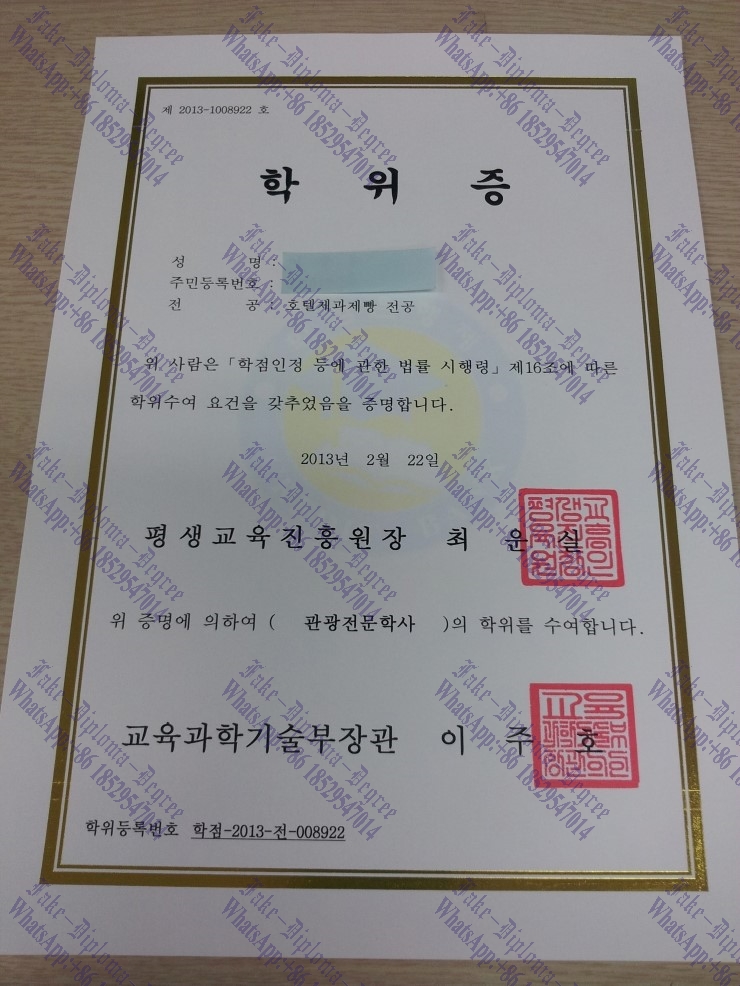 제 2013-1008922 호
학 위 증
성 명 :
주민등록번호 :
전 공 : 호텔제과제빵 전공
위 사람은 「학점인정 등에 관한 법률 시행령」 제16조에 따른
학위수여 요건을 갖추었음을 증명합니다.
2013년 2월 22일
평생교육진흥원장 최 운 실
위 증명에 의하여 ( 관광전문학사 )의 학위를 수여합니다.
교육과학기술부장관 이 주 호
학위등록번호 학점-2013-전-008922
Fake-Diploma-Degree
WhatsApp:+86 18529547014